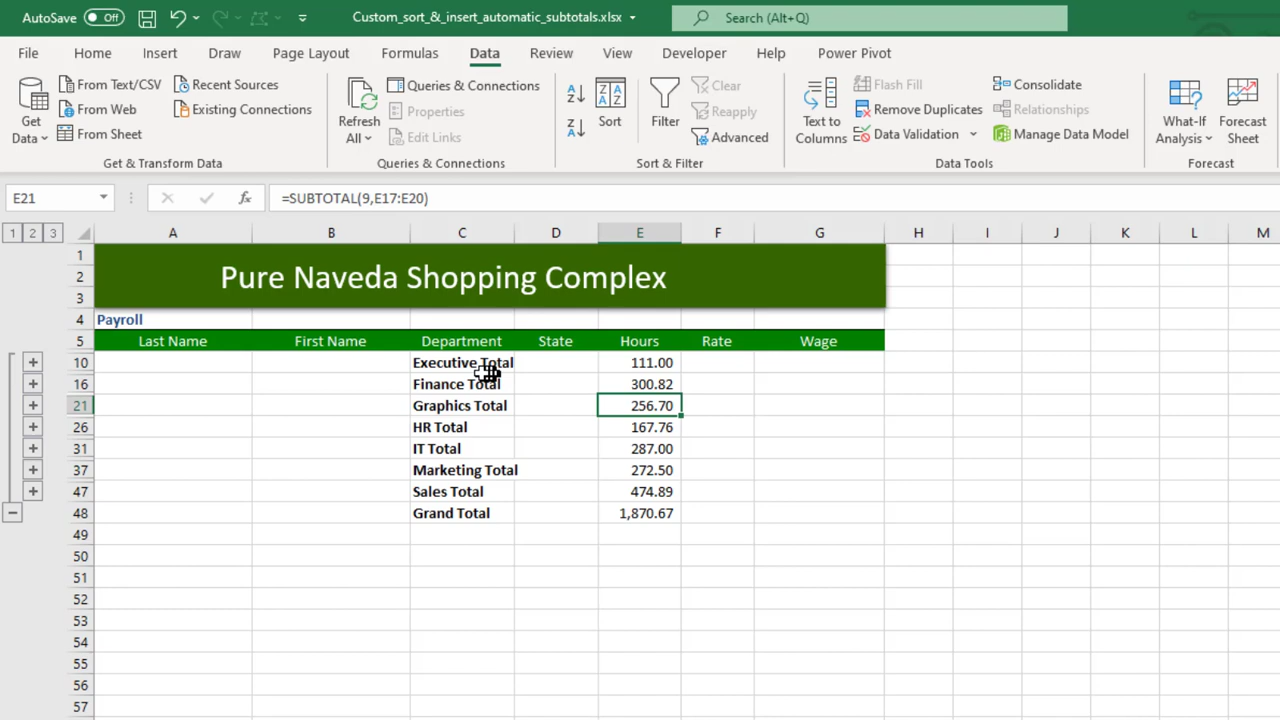 AutoSave Off Custom_sort_&_insert_automatic_subtotals.xlsx Search (Alt+Q)
File Home Insert Draw Page Layout Formulas Data Review View Developer Help Power Pivot
Get Data
From Text/CSV
From Web
From Sheet
Recent Sources
Existing Connections
Get & Transform Data
Refresh All
Queries & Connections
Properties
Edit Links
Queries & Connections
Sort
Filter
Clear
Reapply
Advanced
Sort & Filter
Text to Columns
Flash Fill
Remove Duplicates
Data Validation
Consolidate
Relationships
Manage Data Model
Data Tools
What-If Analysis
Forecast Sheet
Forecast
E21 fx =SUBTOTAL(9,E17:E20)
1 2 3 A B C D E F G H I J K L M
1
2 Pure Naveda Shopping Complex
3
4 Payroll
5 Last Name First Name Department State Hours Rate Wage
10 Executive Total 111.00
16 Finance Total 300.82
21 Graphics Total 256.70
26 HR Total 167.76
31 IT Total 287.00
37 Marketing Total 272.50
47 Sales Total 474.89
48 Grand Total 1,870.67
49
50
51
52
53
54
55
56
57